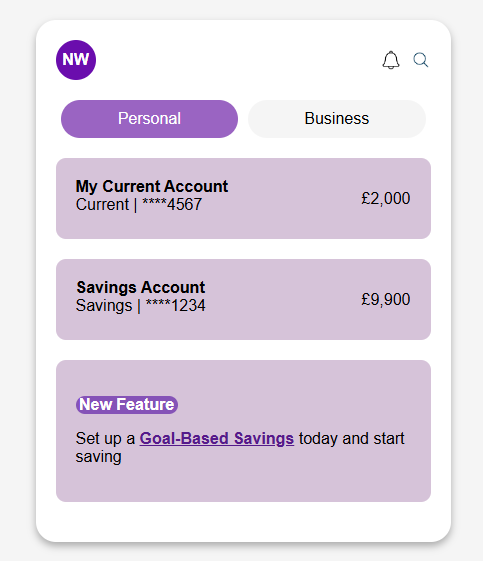 NW
Personal
Business
My Current Account
Current | ****4567
£2,000
Savings Account
Savings | ****1234
£9,900
New Feature
Set up a Goal-Based Savings today and start
saving